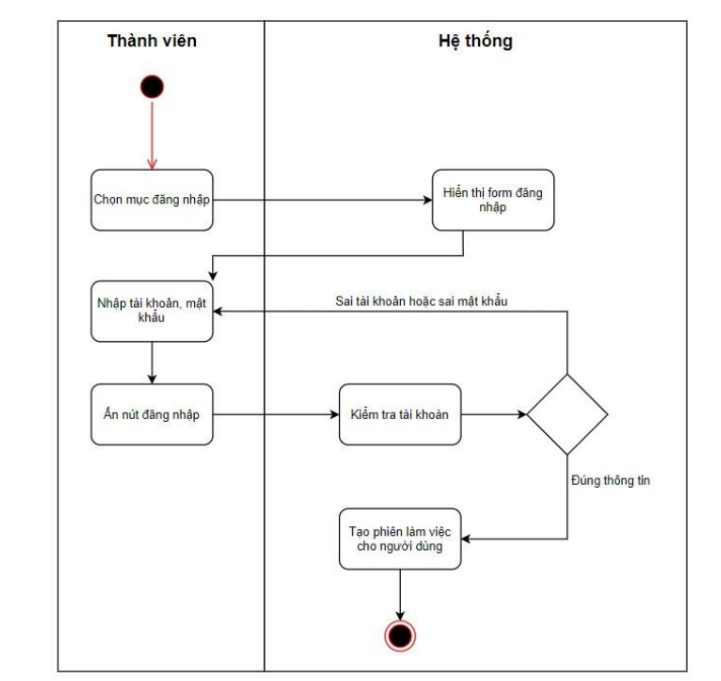 Thành viên
Hệ thống
Chọn mục đăng nhập
Hiển thị form đăng
nhập
Nhập tài khoản, mật
khẩu
Sai tài khoản hoặc sai mật khẩu
Ấn nút đăng nhập
Kiểm tra tài khoản
Đúng thông tin
Tạo phiên làm việc
cho người dùng